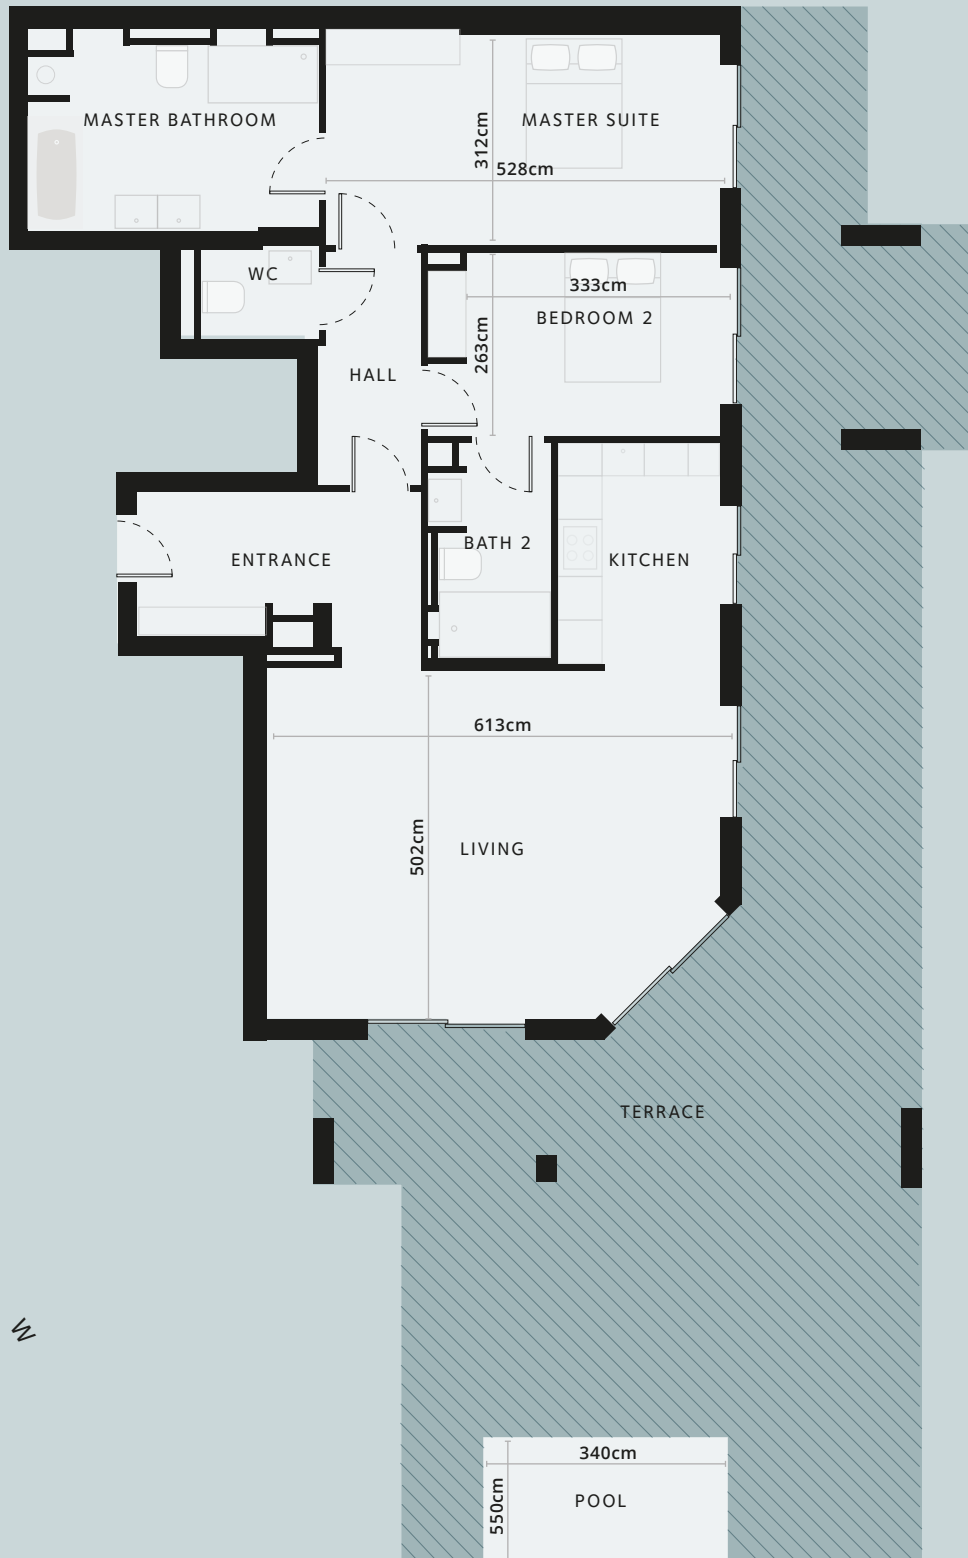 MASTER BATHROOM
MASTER SUITE
312cm
528cm
WC
333cm
BEDROOM 2
263cm
HALL
BATH 2
ENTRANCE
KITCHEN
613cm
502cm
LIVING
TERRACE
W
340cm
POOL
550cm